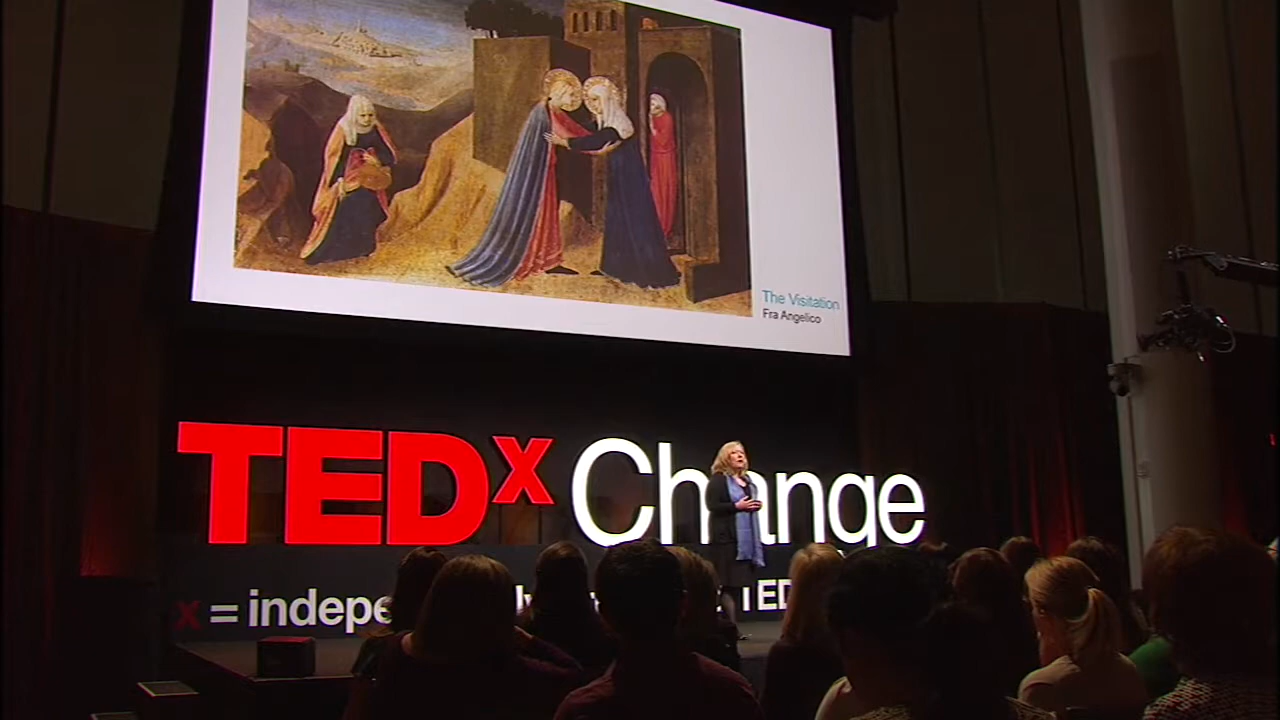 The Visitation
Fra Angelico
TEDx Change
x = indepe